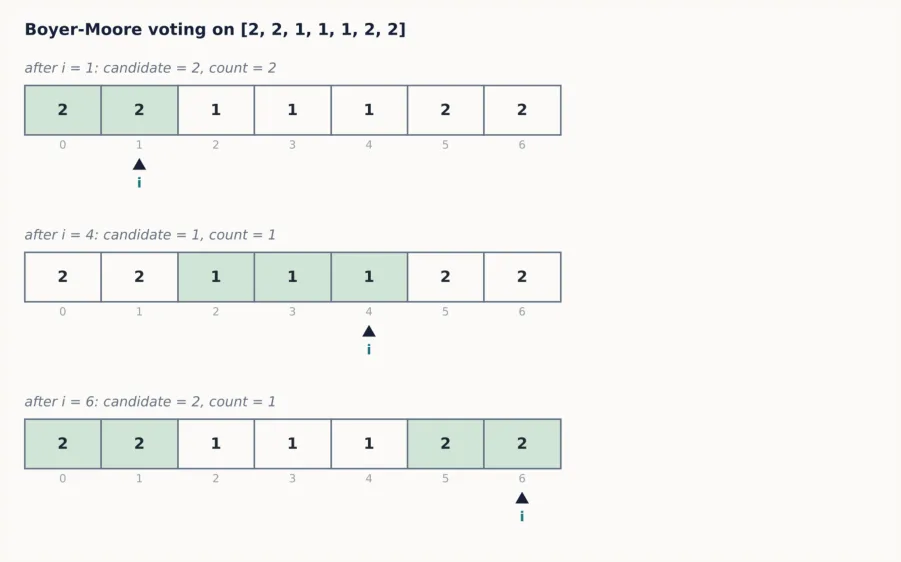 Boyer-Moore voting on [2, 2, 1, 1, 1, 2, 2]
after i = 1: candidate = 2, count = 2
2 2 1 1 1 2 2
0 1 2 3 4 5 6
i
after i = 4: candidate = 1, count = 1
2 2 1 1 1 2 2
0 1 2 3 4 5 6
i
after i = 6: candidate = 2, count = 1
2 2 1 1 1 2 2
0 1 2 3 4 5 6
i